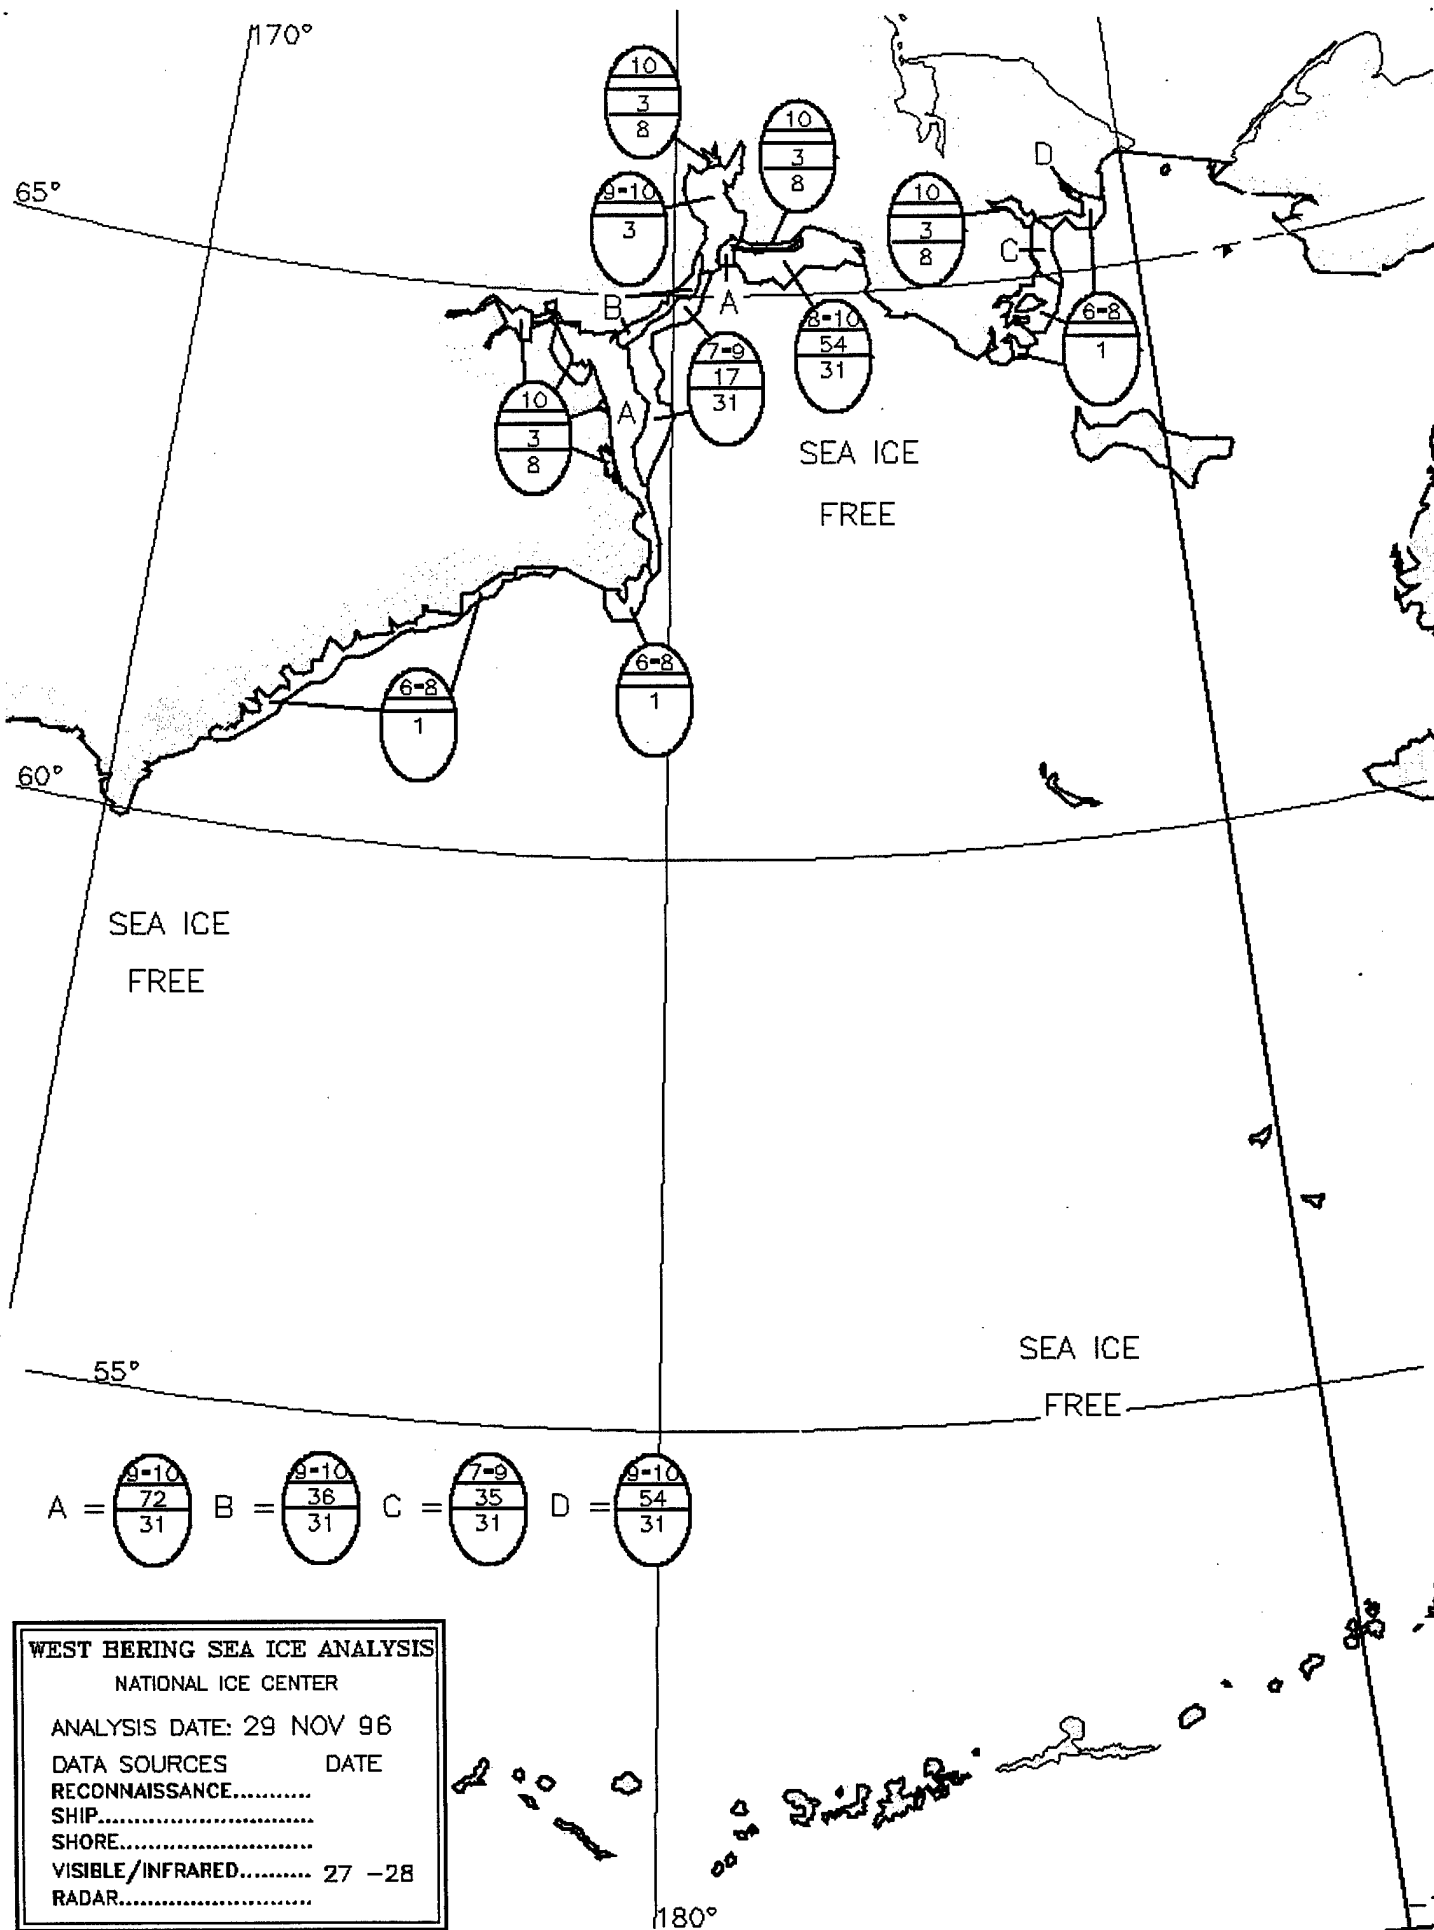 170°
10
3
8
10
3
8
D
65°
9-10
3
10
3
8
C
B
A
6-8
1
8-10
54
31
7-9
17
31
10
3
8
A
SEA ICE
FREE
6-8
1
6-8
1
60°
SEA ICE
FREE
SEA ICE
FREE
55°
A = 9-10 72 31 B = 9-10 36 31 C = 7-9 35 31 D = 9-10 54 31
WEST BERING SEA ICE ANALYSIS
NATIONAL ICE CENTER
ANALYSIS DATE: 29 NOV 96
DATA SOURCES DATE
RECONNAISSANCE..........
SHIP...........................
SHORE........................
VISIBLE/INFRARED......... 27 -28
RADAR........................
180°